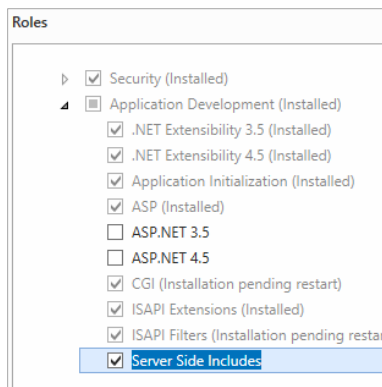 Roles
Security (Installed)
Application Development (Installed)
.NET Extensibility 3.5 (Installed)
.NET Extensibility 4.5 (Installed)
Application Initialization (Installed)
ASP (Installed)
ASP.NET 3.5
ASP.NET 4.5
CGI (Installation pending restart)
ISAPI Extensions (Installed)
ISAPI Filters (Installation pending
Server Side Includes